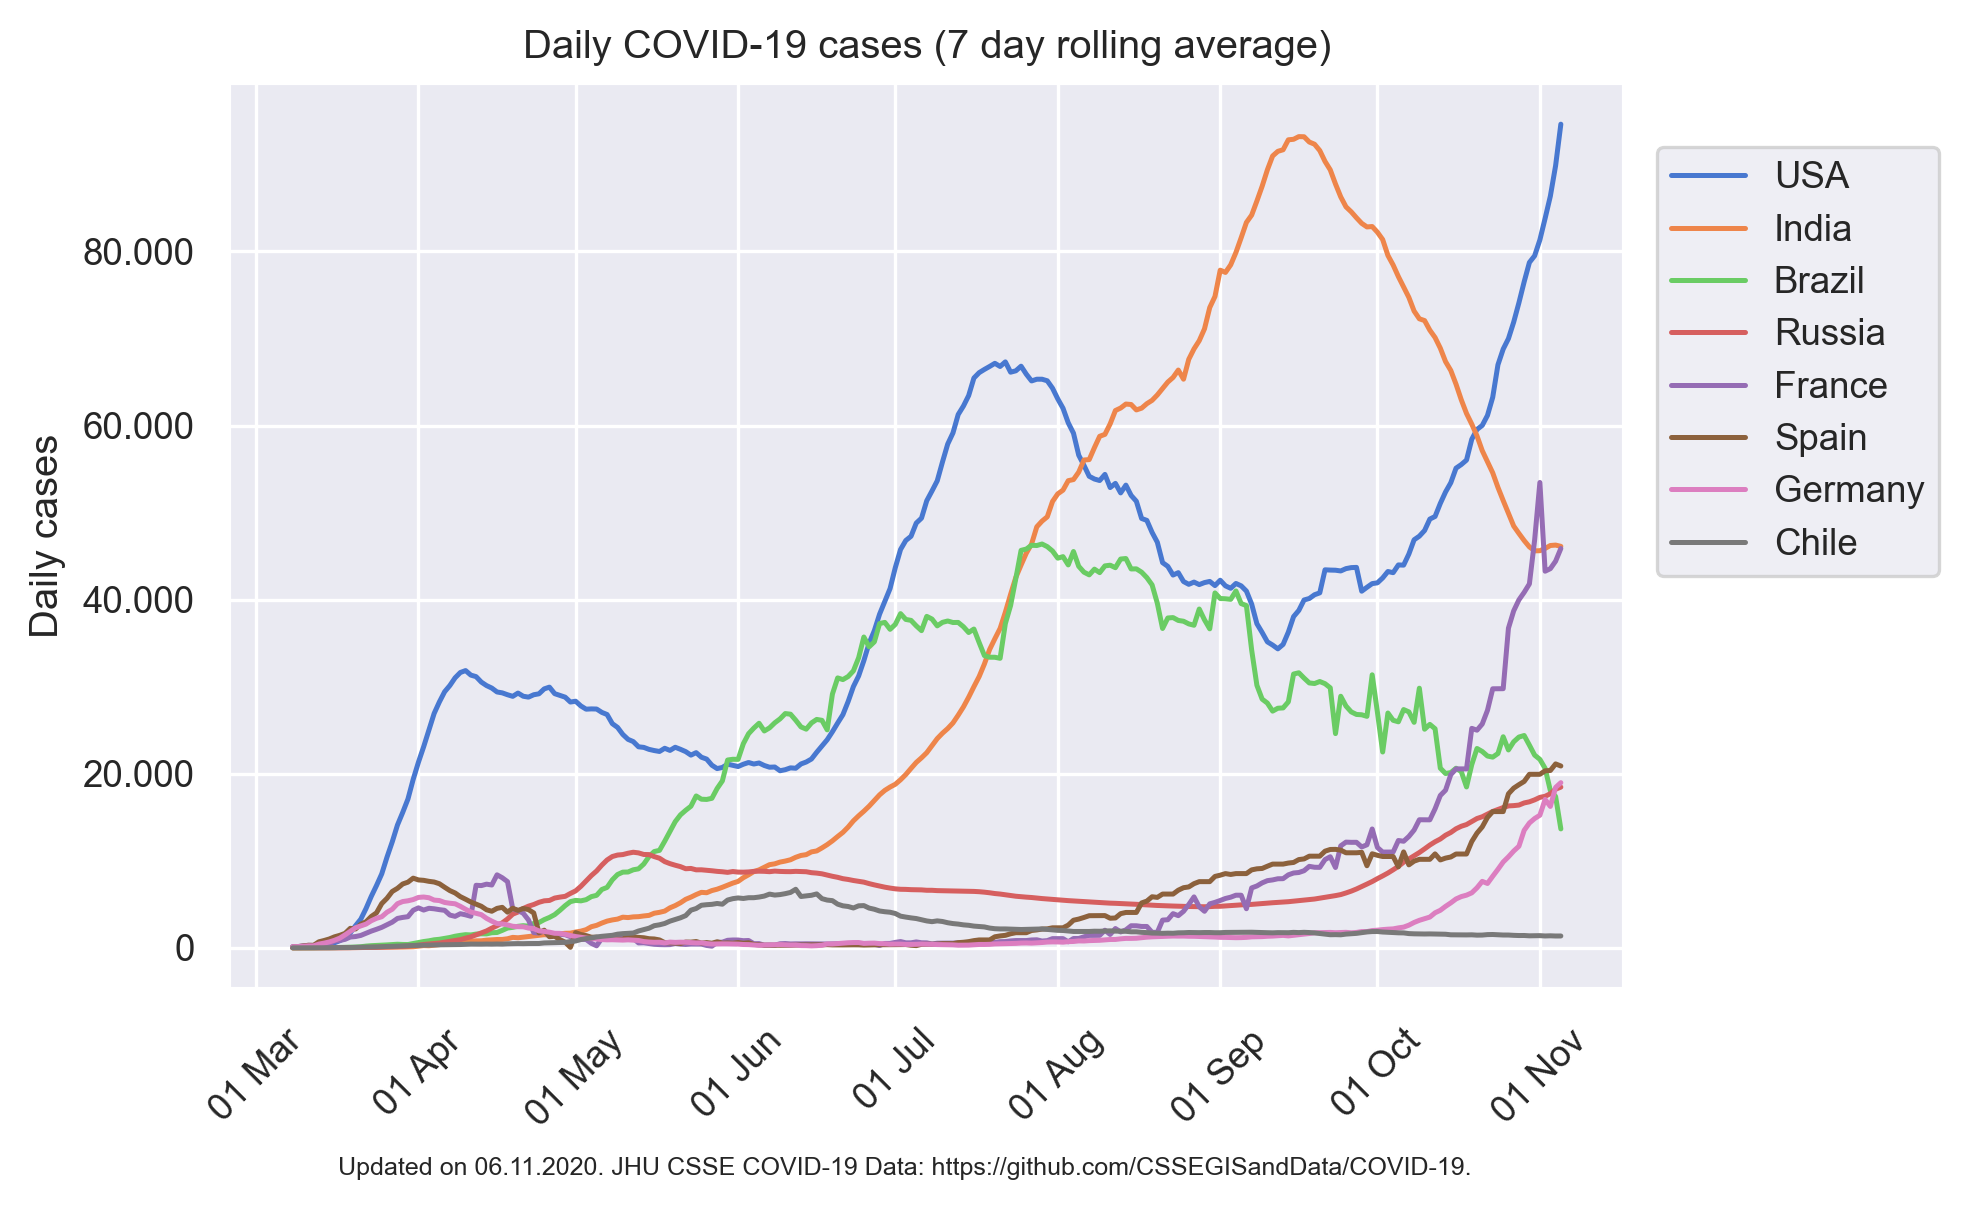 Daily COVID-19 cases (7 day rolling average)
Daily cases
80.000
60.000
40.000
20.000
0
01 Mar
01 Apr
01 May
01 Jun
01 Jul
01 Aug
01 Sep
01 Oct
01 Nov
USA
India
Brazil
Russia
France
Spain
Germany
Chile
Updated on 06.11.2020. JHU CSSE COVID-19 Data: https://github.com/CSSEGISandData/COVID-19.